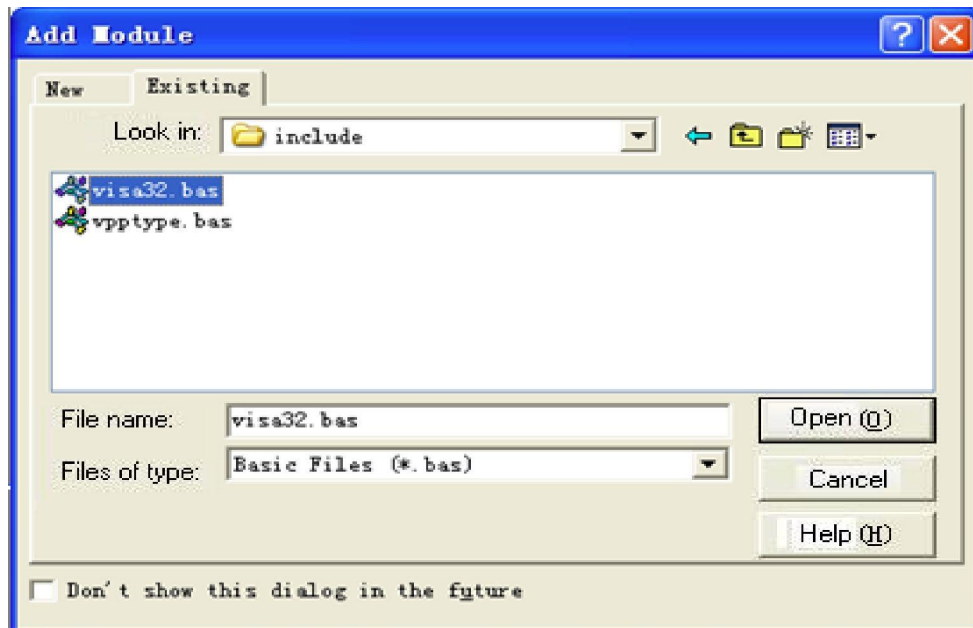 Add Module
New Existing
Look in: include
visa32.bas
vpptype.bas
File name: visa32.bas Open (O)
Files of type: Basic Files (*.bas)
Cancel
Help (H)
Don't show this dialog in the future